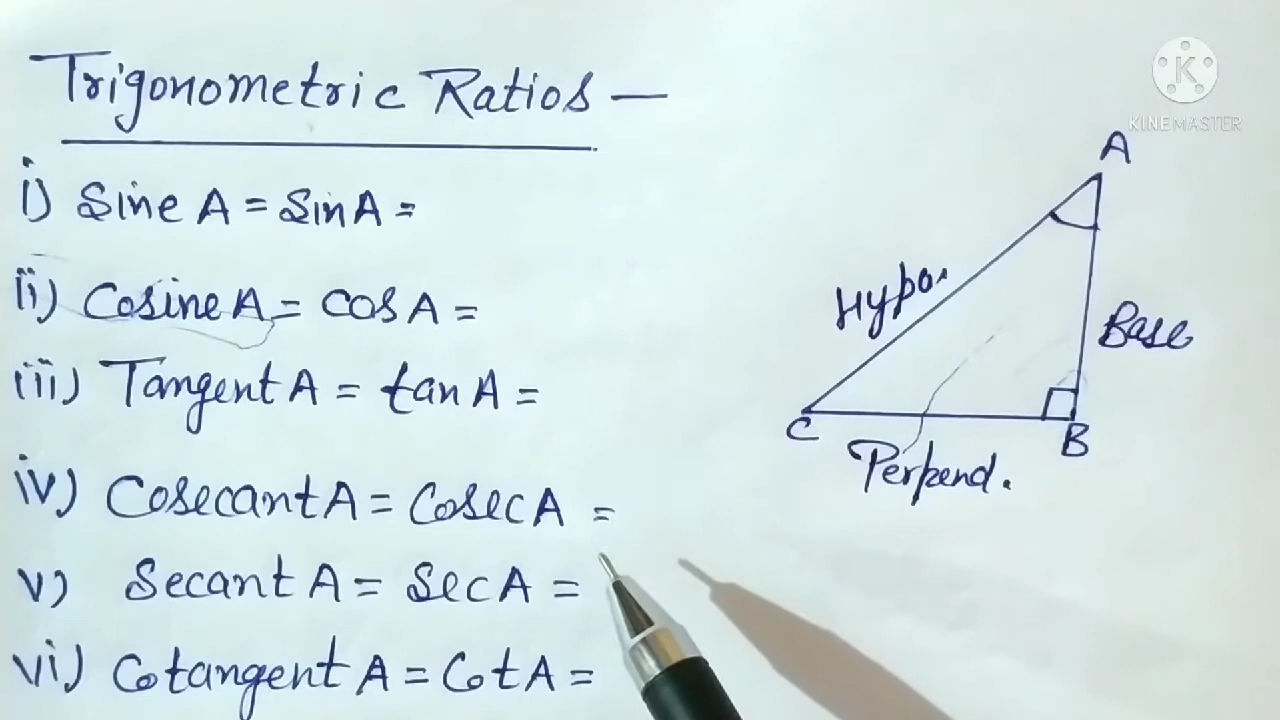 Trigonometric Ratios —
i) Sine A = Sin A =
ii) Cosine A = Cos A =
iii) Tangent A = tan A =
iv) Cosecant A = Cosec A =
v) Secant A = Sec A =
vi) Cotangent A = Cot A =
A
Hypo.
Base
C
B
Perpend.
K
KINEMASTER